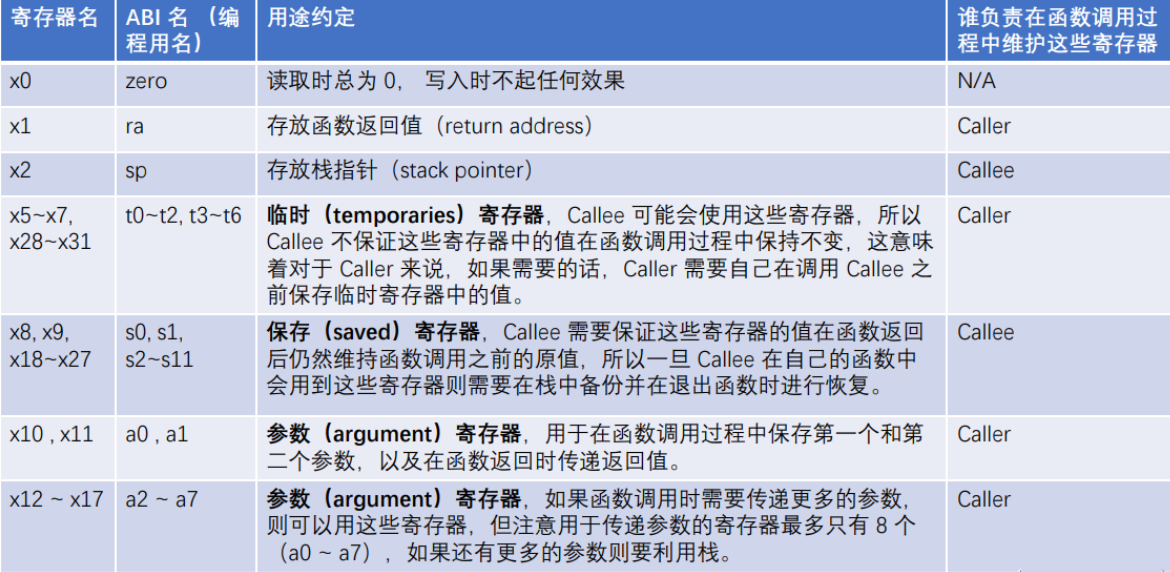 寄存器名
ABI 名 （编
程用名）
用途约定
谁负责在函数调用过
程中维护这些寄存器
x0
zero
读取时总为 0， 写入时不起任何效果
N/A
x1
ra
存放函数返回值（return address）
Caller
x2
sp
存放栈指针（stack pointer）
Callee
x5~x7,
x28~x31
t0~t2, t3~t6
临时（temporaries）寄存器，Callee 可能会使用这些寄存器，所以
Callee 不保证这些寄存器中的值在函数调用过程中保持不变，这意味
着对于 Caller 来说，如果需要的话，Caller 需要自己在调用 Callee 之
前保存临时寄存器中的值。
Caller
x8, x9,
x18~x27
s0, s1,
s2~s11
保存（saved）寄存器，Callee 需要保证这些寄存器的值在函数返回
后仍然维持函数调用之前的原值，所以一旦 Callee 在自己的函数中
会用到这些寄存器则需要在栈中备份并在退出函数时进行恢复。
Callee
x10 , x11
a0 , a1
参数（argument）寄存器，用于在函数调用过程中保存第一个和第
二个参数，以及在函数返回时传递返回值。
Caller
x12 ~ x17
a2 ~ a7
参数（argument）寄存器，如果函数调用时需要传递更多的参数，
则可以用这些寄存器，但注意用于传递参数的寄存器最多只有 8 个
（a0 ~ a7），如果还有更多的参数则要利用栈。
Caller